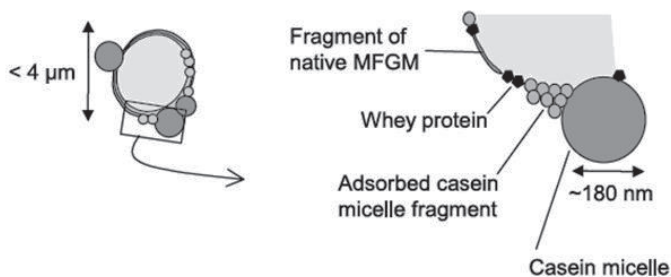 < 4 µm
Fragment of
native MFGM
Whey protein
Adsorbed casein
micelle fragment
~180 nm
Casein micelle